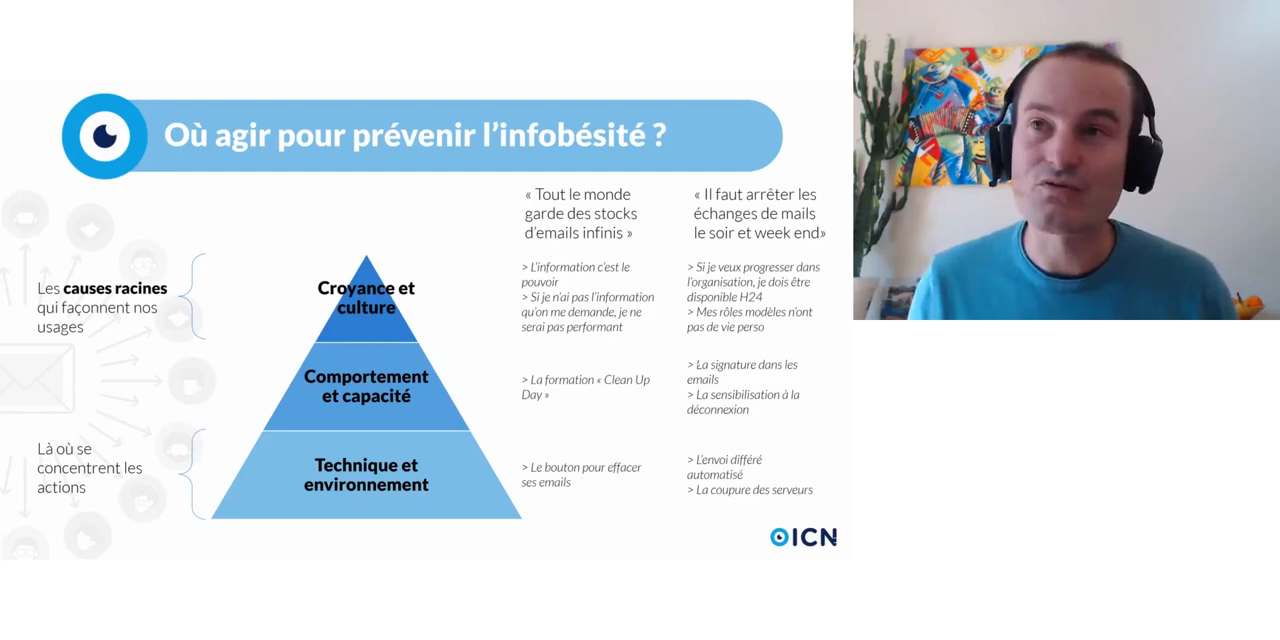 Où agir pour prévenir l'infobésité ?
« Tout le monde
garde des stocks
d'emails infinis »
« Il faut arrêter les
échanges de mails
le soir et week end»
Les causes racines
qui façonnent nos
usages
Croyance et
culture
> L'information c'est le
pouvoir
> Si je n'ai pas l'information
qu'on me demande, je ne
serai pas performant
> Si je veux progresser dans
l'organisation, je dois être
disponible H24
> Mes rôles modèles n'ont
pas de vie perso
Comportement
et capacité
> La formation « Clean Up
Day »
> La signature dans les
emails
> La sensibilisation à la
déconnexion
Là où se
concentrent les
actions
Technique et
environnement
> Le bouton pour effacer
ses emails
> L'envoi différé
automatisé
> La coupure des serveurs
OICN